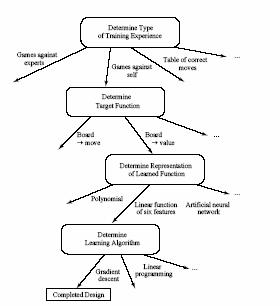 Determine Type
of Training Experience
Games against
experts
Games against
self
Table of correct
moves
...
Determine
Target Function
Board
→ move
Board
→ value
...
Determine Representation
of Learned Function
Polynomial
Linear function
of six features
Artificial neural
network
...
Determine
Learning Algorithm
Gradient
descent
Linear
programming
...
Completed Design